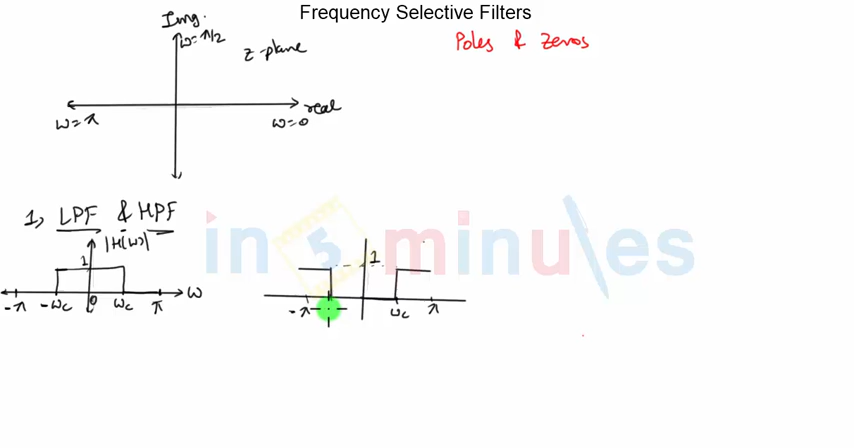 Frequency Selective Filters
Img.
ω=π/2
z-plane
Poles & Zeros
real
ω=π
ω=0
1, LPF & HPF
|H(ω)|
in 5 minutes
1
1
-π -ωc 0 ωc π ω
-π ωc π